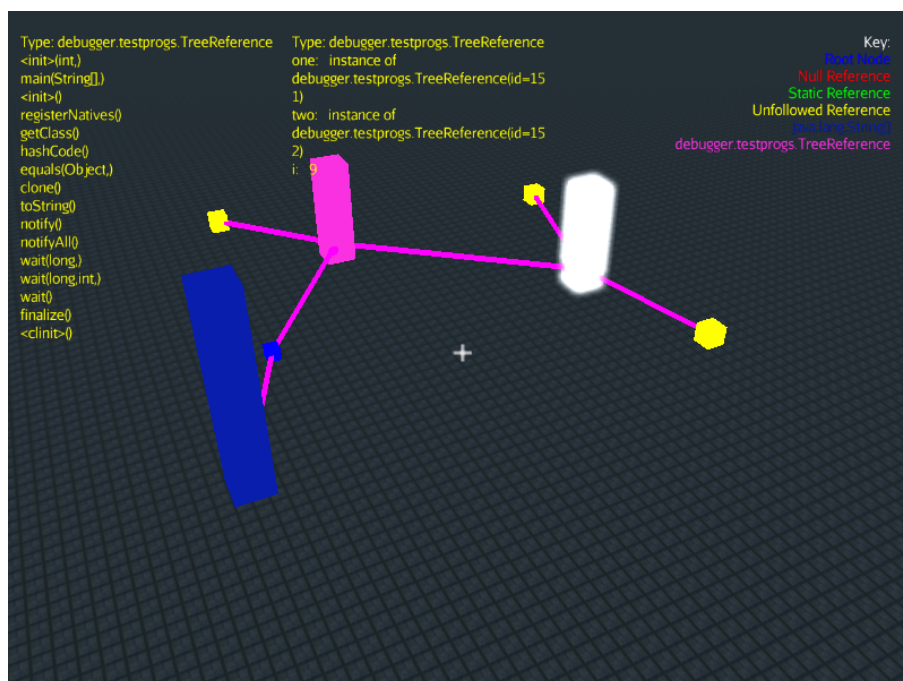 Type: debugger.testprogs.TreeReference
<init>(int,)
main(String[],)
<init>()
registerNatives()
getClass()
hashCode()
equals(Object,)
clone()
toString()
notify()
notifyAll()
wait(long,)
wait(long,int,)
wait()
finalize()
<clinit>()
Type: debugger.testprogs.TreeReference
one: instance of
debugger.testprogs.TreeReference(id=15
1)
two: instance of
debugger.testprogs.TreeReference(id=15
2)
i: 9
Key:
Root Node
Null Reference
Static Reference
Unfollowed Reference
java.lang.String[]
debugger.testprogs.TreeReference